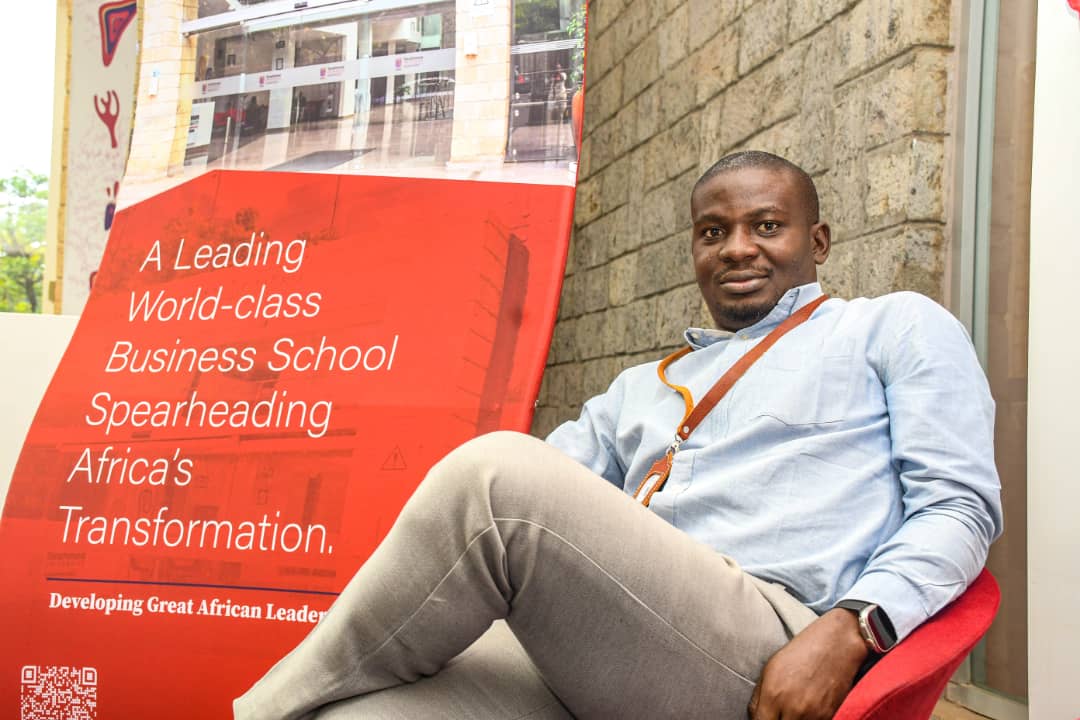 A Leading
World-class
Business School
Spearheading
Africa's
Transformation.
Developing Great African Leader